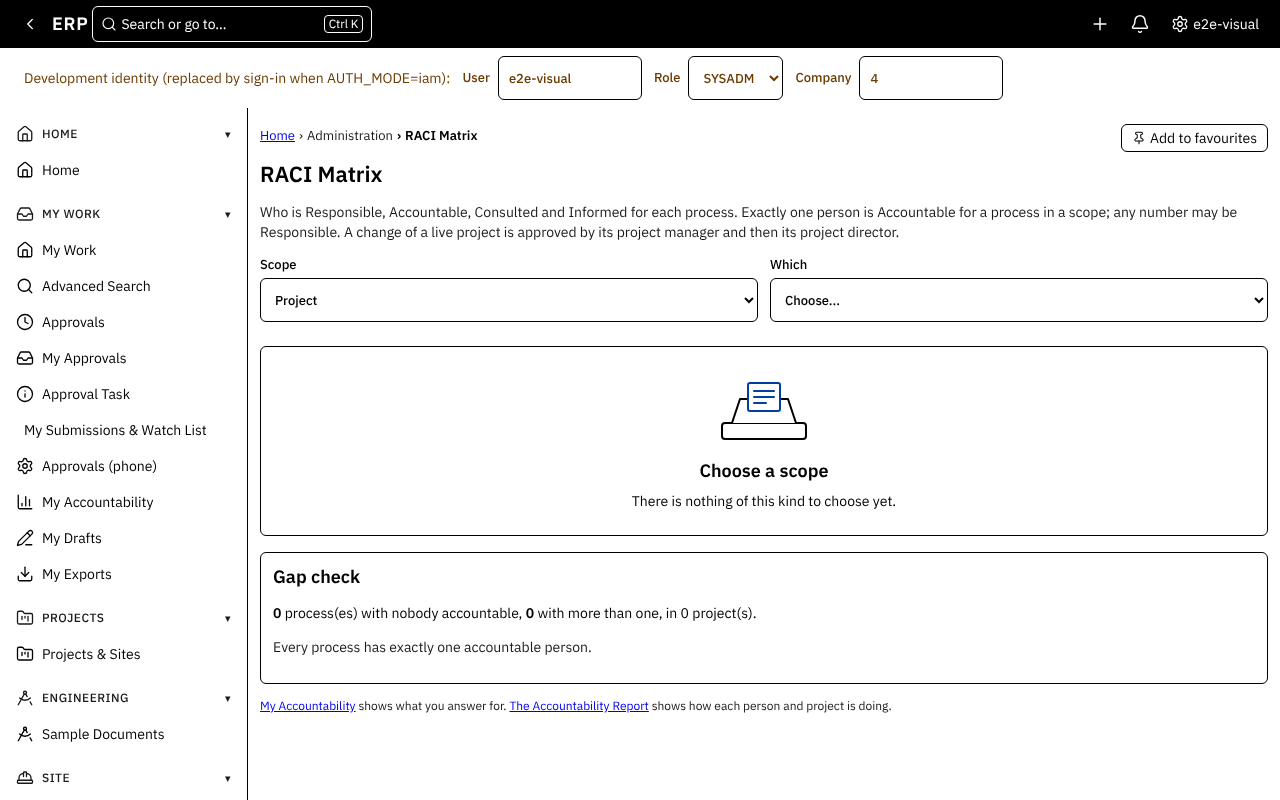 ERP
Search or go to...
Ctrl K
e2e-visual
Development identity (replaced by sign-in when AUTH_MODE=iam):
User
e2e-visual
Role
SYSADM
Company
4
HOME
Home
MY WORK
My Work
Advanced Search
Approvals
My Approvals
Approval Task
My Submissions & Watch List
Approvals (phone)
My Accountability
My Drafts
My Exports
PROJECTS
Projects & Sites
ENGINEERING
Sample Documents
SITE
Home › Administration › RACI Matrix
Add to favourites
RACI Matrix
Who is Responsible, Accountable, Consulted and Informed for each process. Exactly one person is Accountable for a process in a scope; any number may be
Responsible. A change of a live project is approved by its project manager and then its project director.
Scope
Project
Which
Choose...
Choose a scope
There is nothing of this kind to choose yet.
Gap check
0 process(es) with nobody accountable, 0 with more than one, in 0 project(s).
Every process has exactly one accountable person.
My Accountability shows what you answer for. The Accountability Report shows how each person and project is doing.